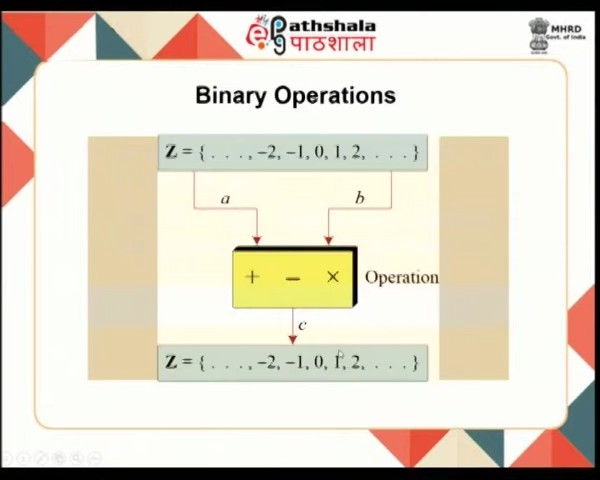 My
Pathshala
पाठशाला
MHRD
Govt. of India
Binary Operations
Z = { . . . , −2, −1, 0, 1, 2, . . . }
a
b
+ − × Operation
c
Z = { . . . , −2, −1, 0, 1, 2, . . . }